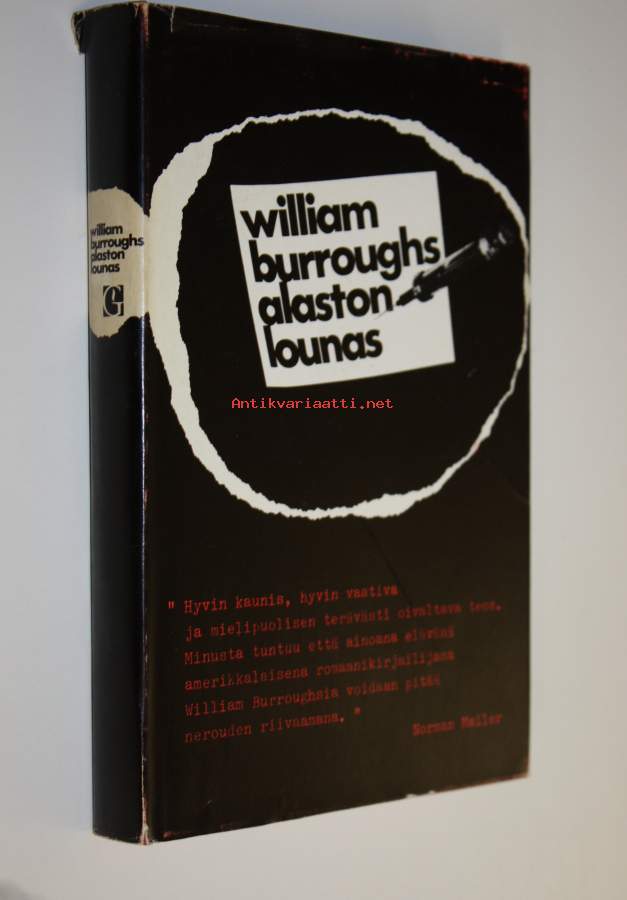 william
burroughs
alaston
lounas
G
william
burroughs
alaston
lounas
Antikvariaatti.net
" Hyvin kaunis, hyvin vastiva
ja mielipuolisen terävästi oivaltava teos.
Minusta tuntuu että ainoana elävänä
amerikkalaisena romaanikirjailijana
William Burroughsia voidaan pitää
nerouden riivaamana. "
Norman Mailer